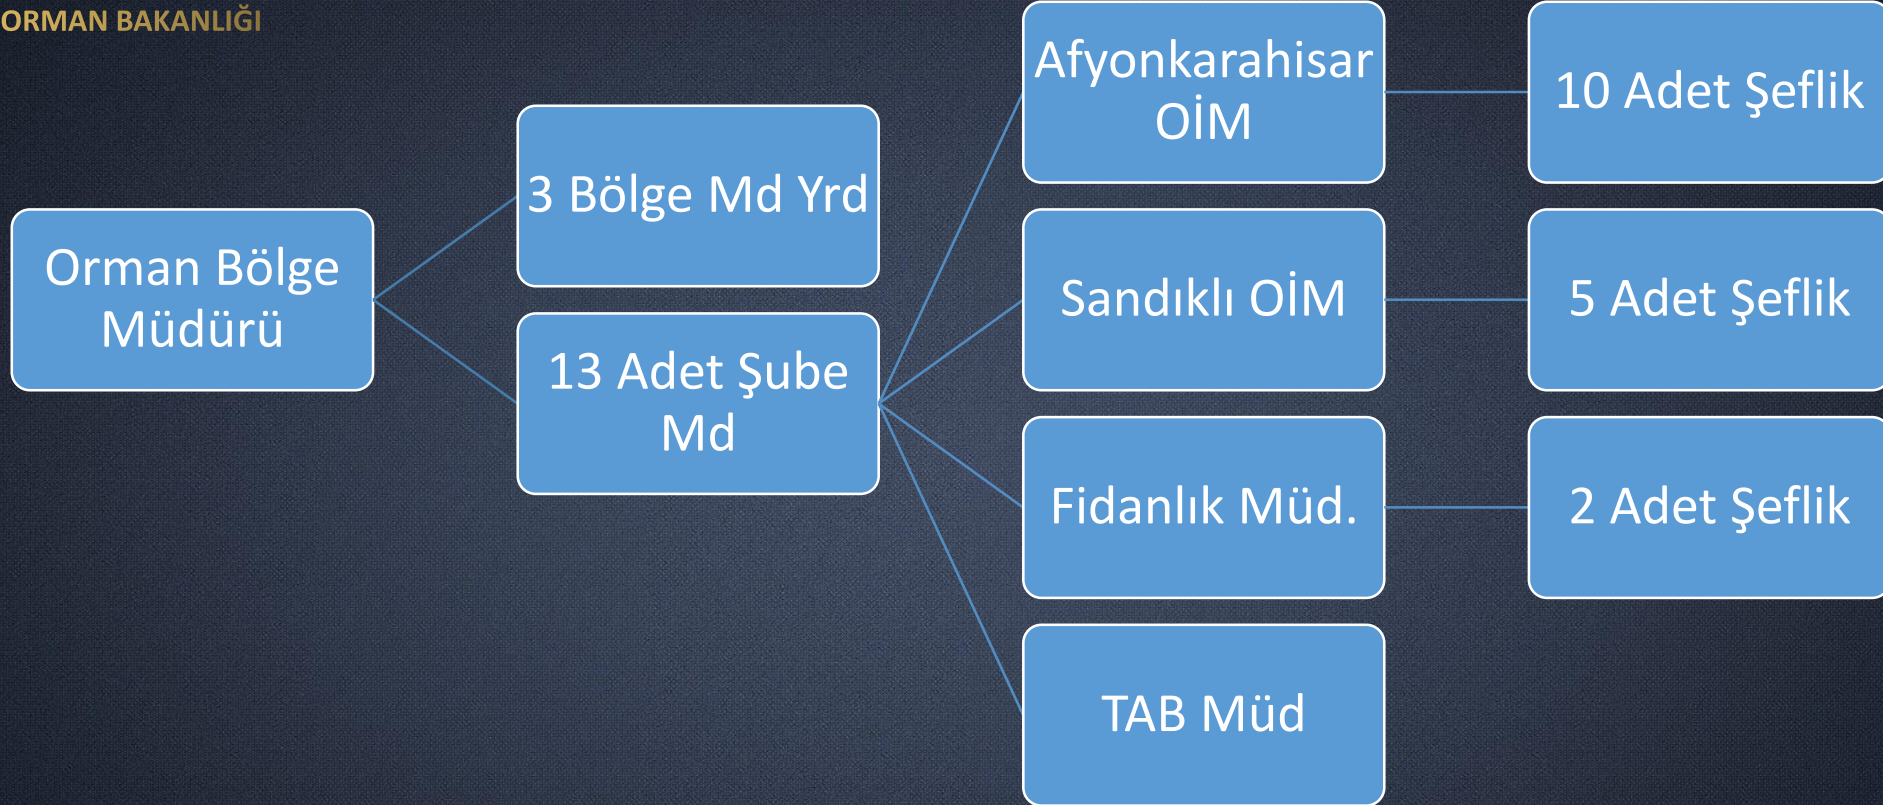 ORMAN BAKANLIĞI
Orman Bölge
Müdürü
3 Bölge Md Yrd
13 Adet Şube
Md
Afyonkarahisar
OİM
10 Adet Şeflik
Sandıklı OİM
5 Adet Şeflik
Fidanlık Müd.
2 Adet Şeflik
TAB Müd